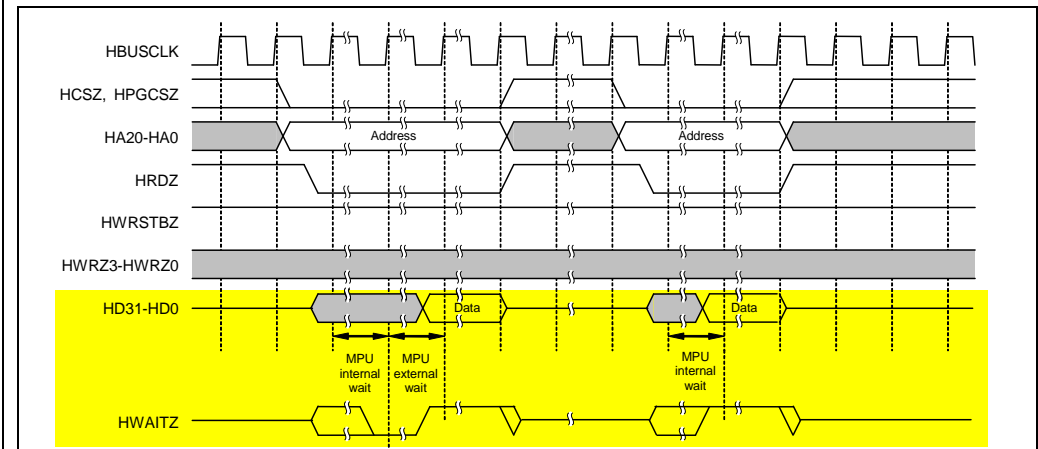 HBUSCLK
HCSZ, HPGCSZ
HA20-HA0
Address
Address
HRDZ
HWRSTBZ
HWRZ3-HWRZ0
HD31-HD0
Data
Data
MPU
internal
wait
MPU
external
wait
MPU
internal
wait
HWAITZ